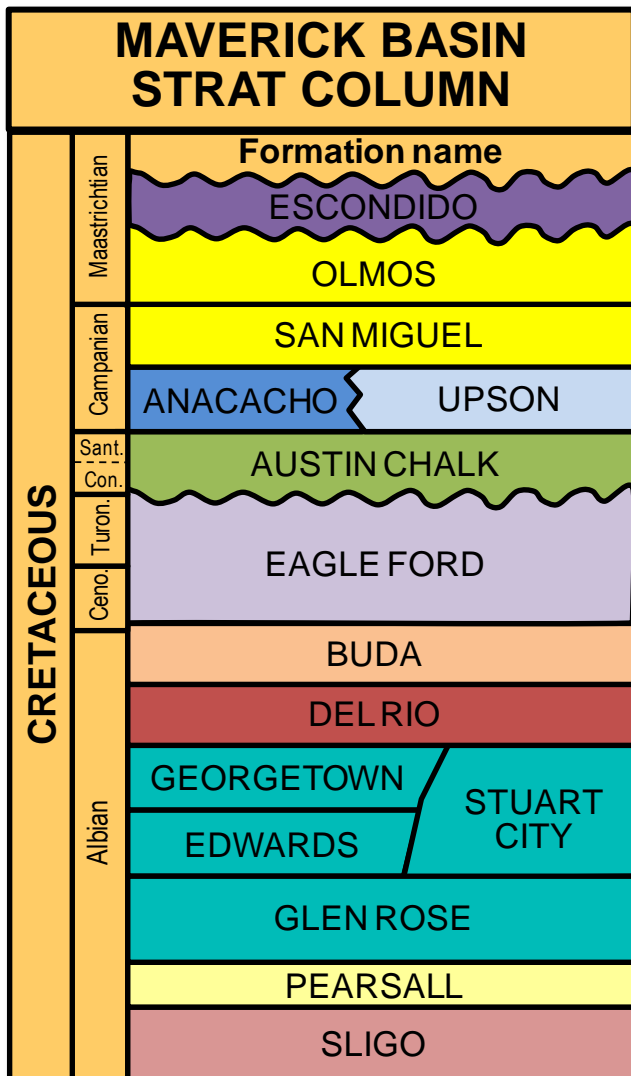 MAVERICK BASIN
STRAT COLUMN
CRETACEOUS
Formation name
Maastrichtian
ESCONDIDO
OLMOS
Campanian
SAN MIGUEL
ANACACHO
UPSON
Sant.
Con.
AUSTIN CHALK
Turon.
Ceno.
EAGLE FORD
Albian
BUDA
DEL RIO
GEORGETOWN
EDWARDS
STUART
CITY
GLEN ROSE
PEARSALL
SLIGO